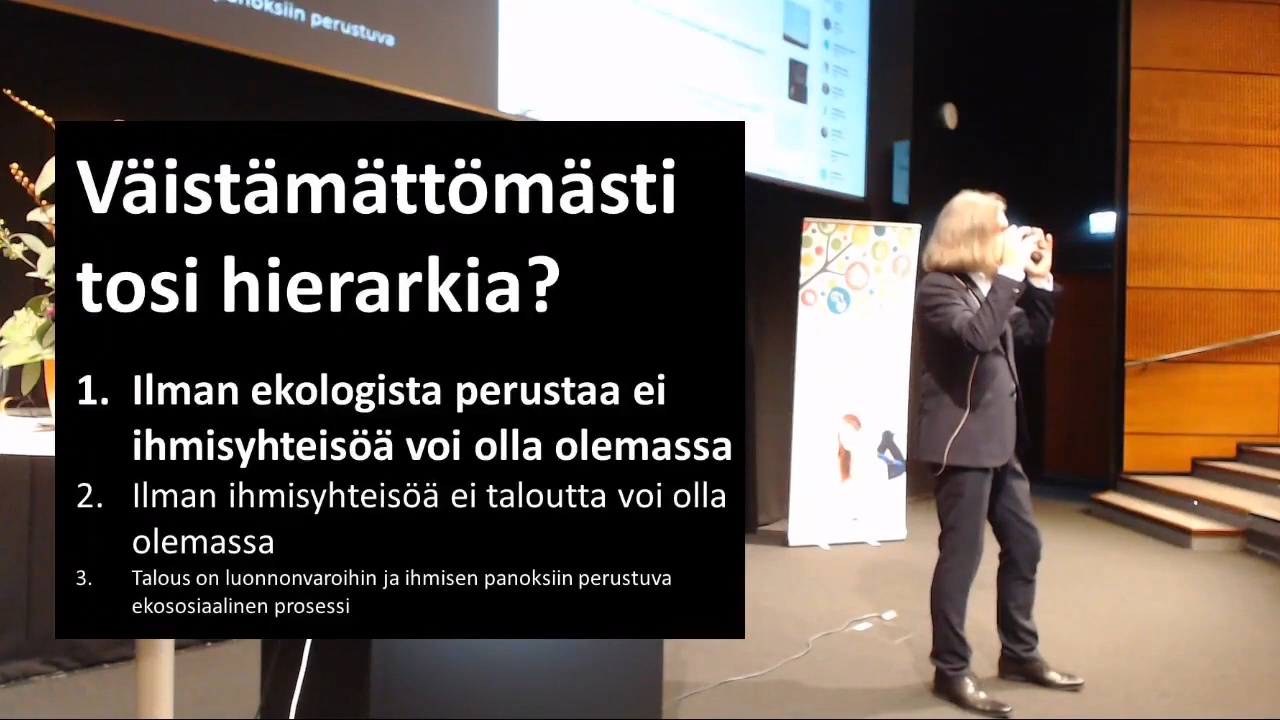 panoksiin perustuva
Väistämättömästi
tosi hierarkia?
1. Ilman ekologista perustaa ei
ihmisyhteisöä voi olla olemassa
2. Ilman ihmisyhteisöä ei taloutta voi olla
olemassa
3. Talous on luonnonvaroihin ja ihmisen panoksiin perustuva
ekososiaalinen prosessi